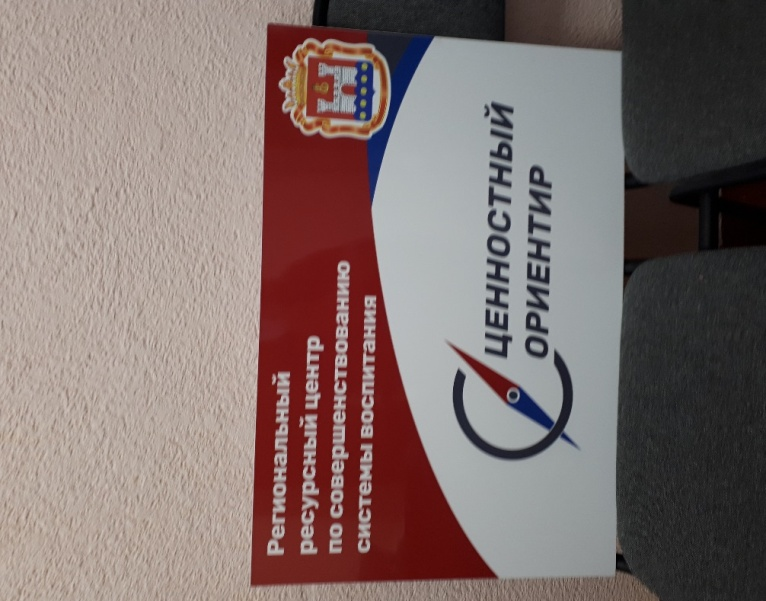 Региональный
ресурсный центр
по совершенствованию
системы воспитания
ЦЕННОСТНЫЙ
ОРИЕНТИР